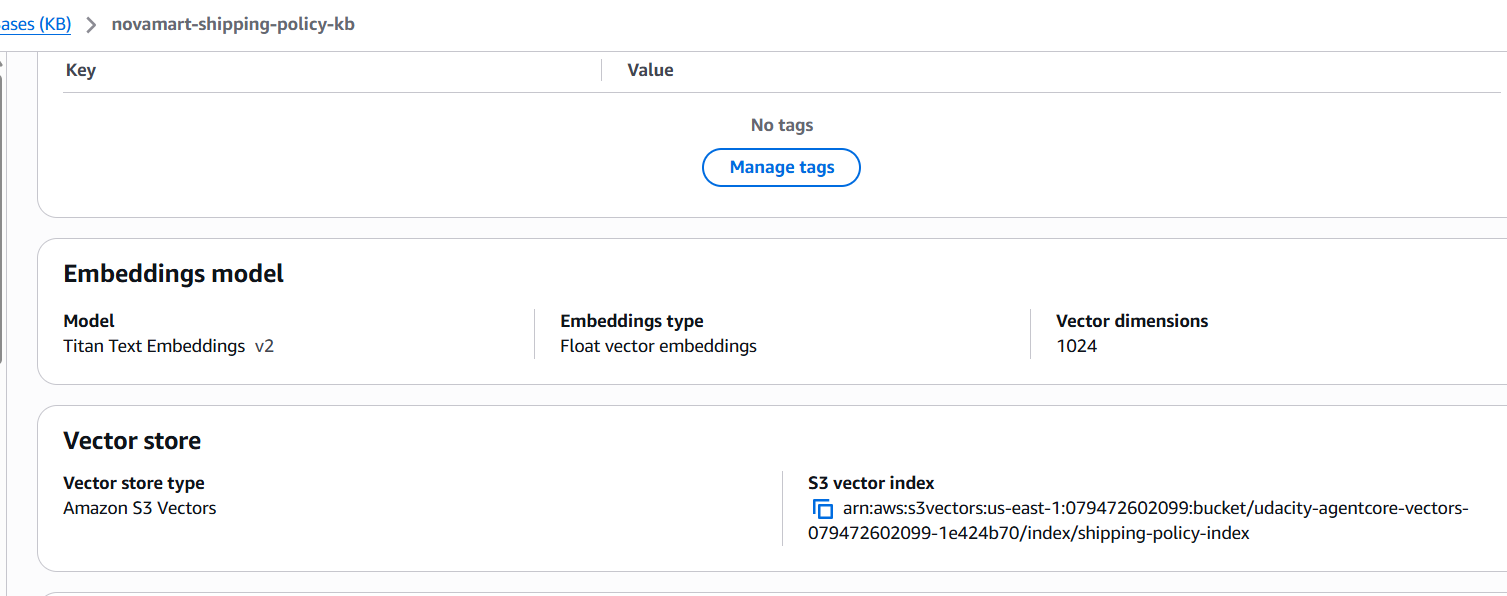 ases (KB) > novamart-shipping-policy-kb
Key Value
No tags
Manage tags
Embeddings model
Model Embeddings type Vector dimensions
Titan Text Embeddings v2 Float vector embeddings 1024
Vector store
Vector store type S3 vector index
Amazon S3 Vectors arn:aws:s3vectors:us-east-1:079472602099:bucket/udacity-agentcore-vectors-
079472602099-1e424b70/index/shipping-policy-index